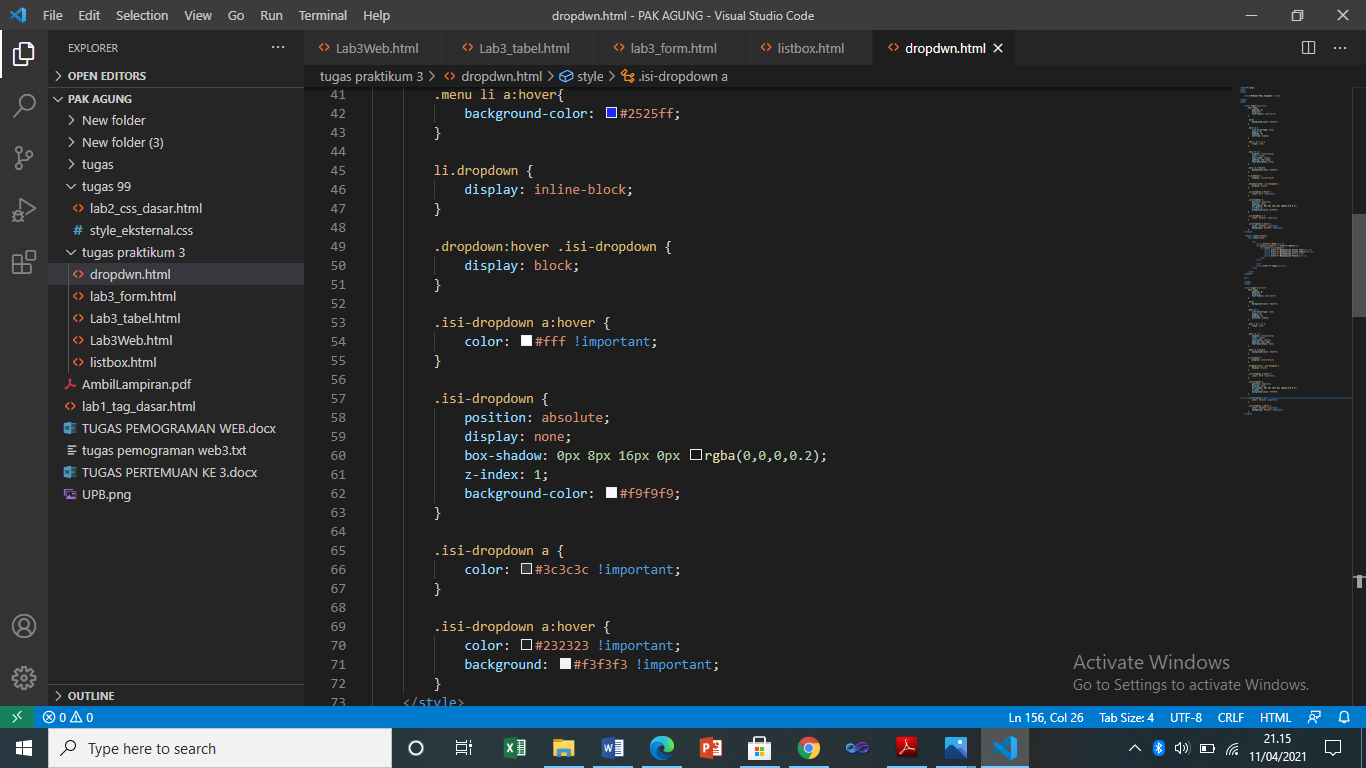 File Edit Selection View Go Run Terminal Help dropdwn.html - PAK AGUNG - Visual Studio Code
EXPLORER
OPEN EDITORS
PAK AGUNG
New folder
New folder (3)
tugas
tugas 99
lab2_css_dasar.html
# style_eksternal.css
tugas praktikum 3
dropdwn.html
lab3_form.html
Lab3_tabel.html
Lab3Web.html
listbox.html
AmbilLampiran.pdf
lab1_tag_dasar.html
TUGAS PEMOGRAMAN WEB.docx
tugas pemograman web3.txt
TUGAS PERTEMUAN KE 3.docx
UPB.png
OUTLINE
Lab3Web.html Lab3_tabel.html lab3_form.html listbox.html dropdwn.html
tugas praktikum 3 > dropdwn.html > style > .isi-dropdown a
41 .menu li a:hover{
42 background-color: #2525ff;
43 }
44
45 li.dropdown {
46 display: inline-block;
47 }
48
49 .dropdown:hover .isi-dropdown {
50 display: block;
51 }
52
53 .isi-dropdown a:hover {
54 color: #fff !important;
55 }
56
57 .isi-dropdown {
58 position: absolute;
59 display: none;
60 box-shadow: 0px 8px 16px 0px rgba(0,0,0,0.2);
61 z-index: 1;
62 background-color: #f9f9f9;
63 }
64
65 .isi-dropdown a {
66 color: #3c3c3c !important;
67 }
68
69 .isi-dropdown a:hover {
70 color: #232323 !important;
71 background: #f3f3f3 !important;
72 }
73 </style>
Activate Windows
Go to Settings to activate Windows.
0 0 Ln 156, Col 26 Tab Size: 4 UTF-8 CRLF HTML
Type here to search
21.15
11/04/2021